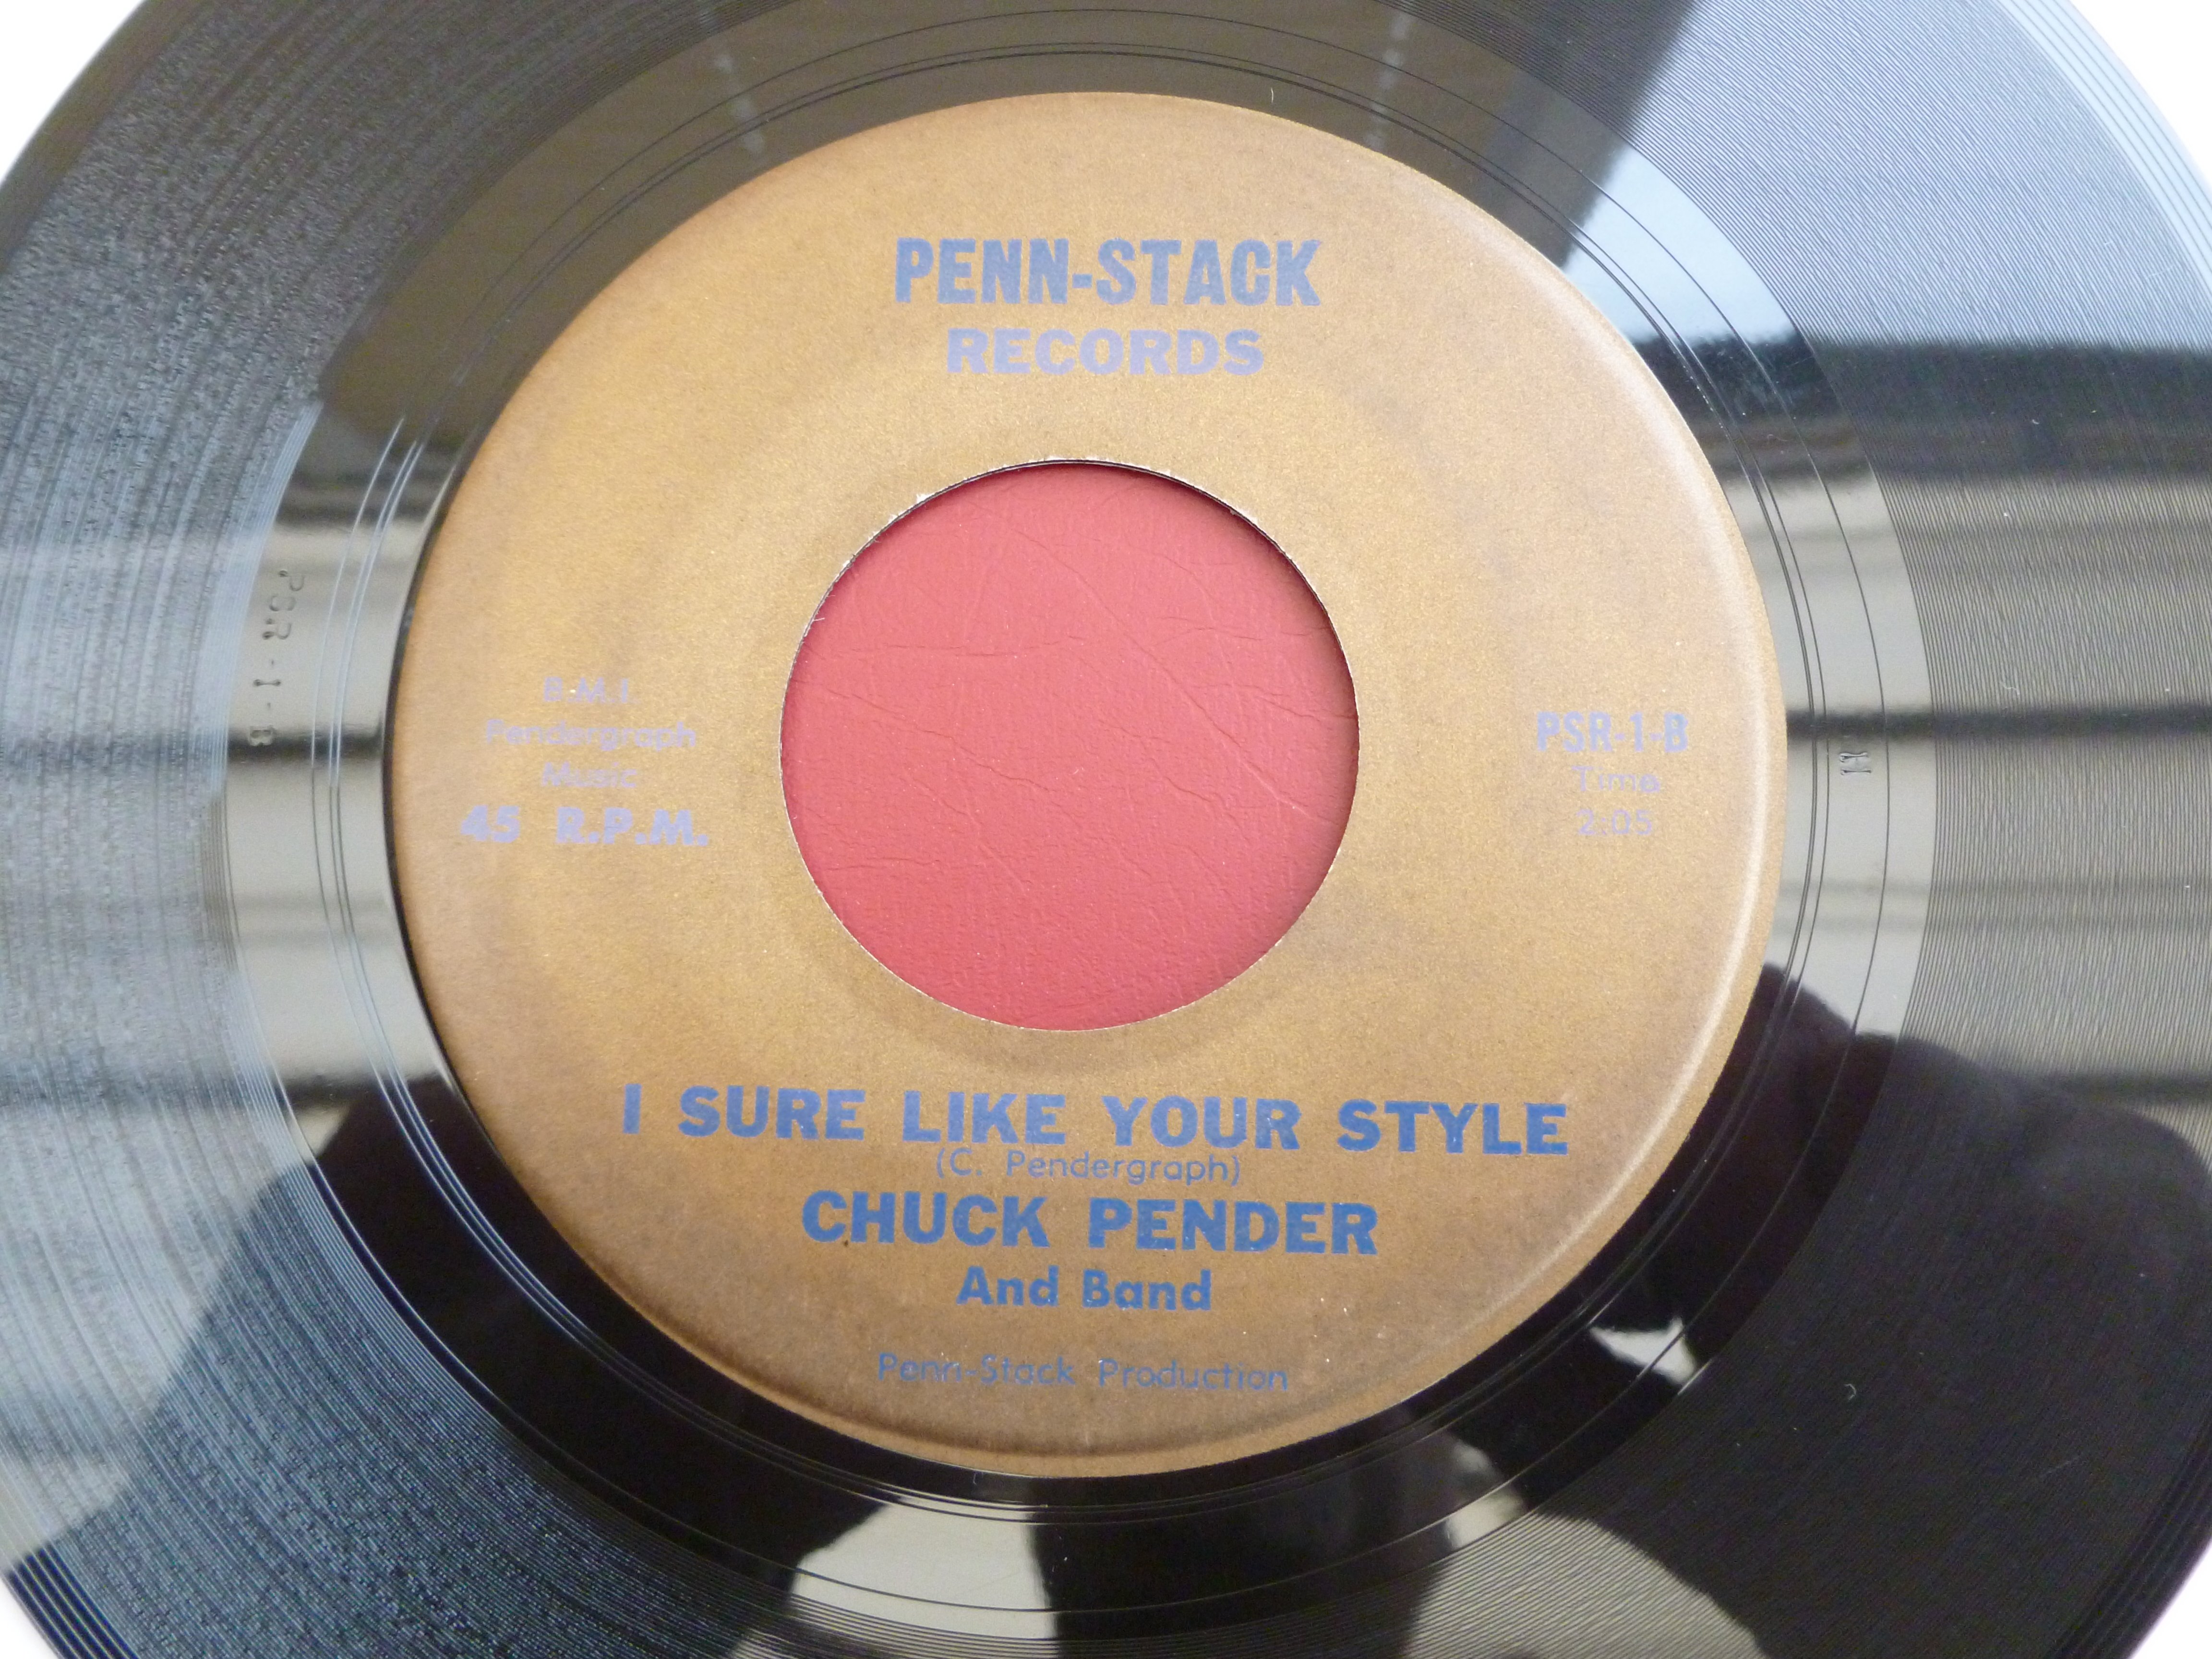 PENN-STACK
RECORDS
B.M.I.
Pendergraph
Music
45 R.P.M.
PSR-1-B
Time
2:05
I SURE LIKE YOUR STYLE
(C. Pendergraph)
CHUCK PENDER
And Band
Penn-Stack Production
PSR-1-B
H